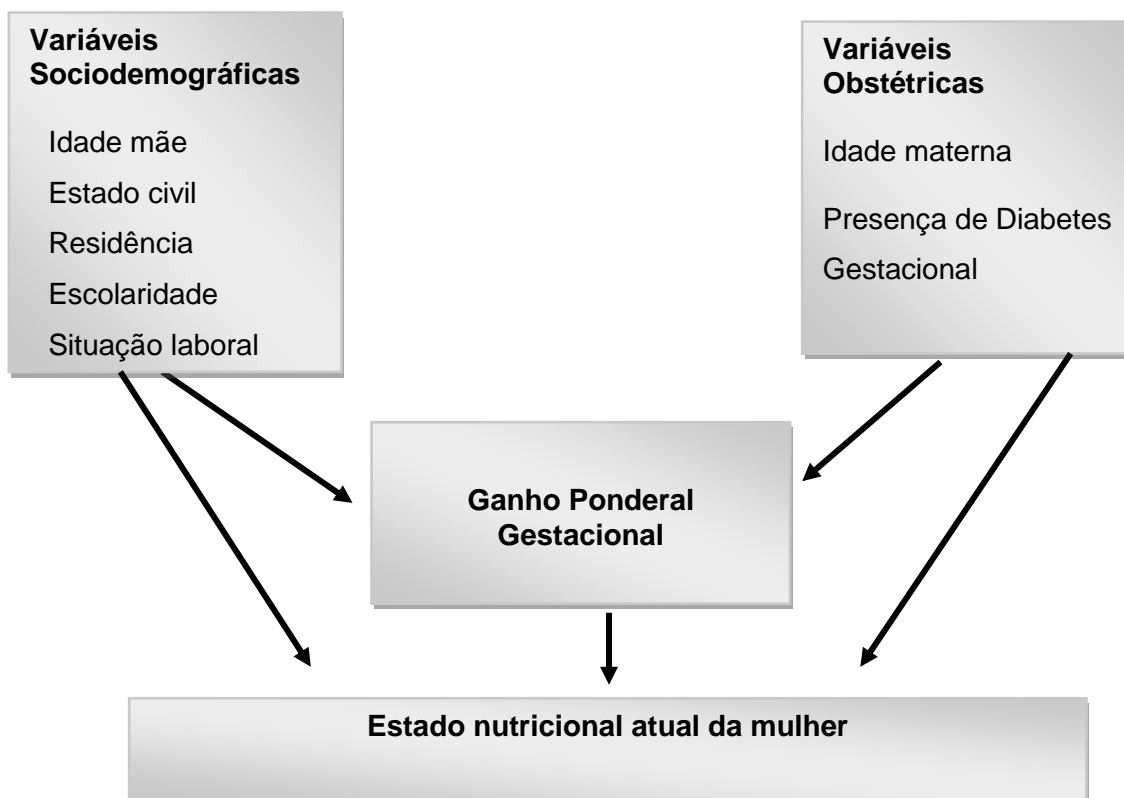 Variáveis
Sociodemográficas
Idade mãe
Estado civil
Residência
Escolaridade
Situação laboral
Variáveis
Obstétricas
Idade materna
Presença de Diabetes
Gestacional
Ganho Ponderal
Gestacional
Estado nutricional atual da mulher